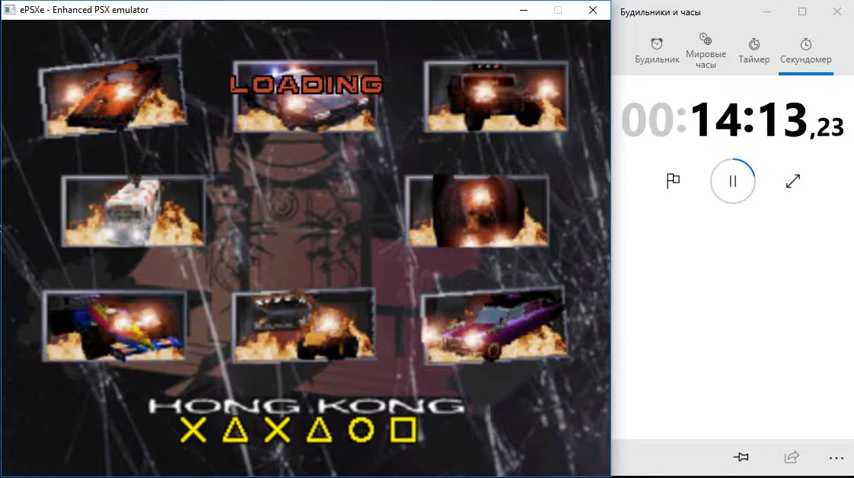 ePSXe - Enhanced PSX emulator
LOADING
HONG KONG
Будильники и часы
Будильник
Мировые часы
Таймер
Секундомер
00:14:13,23